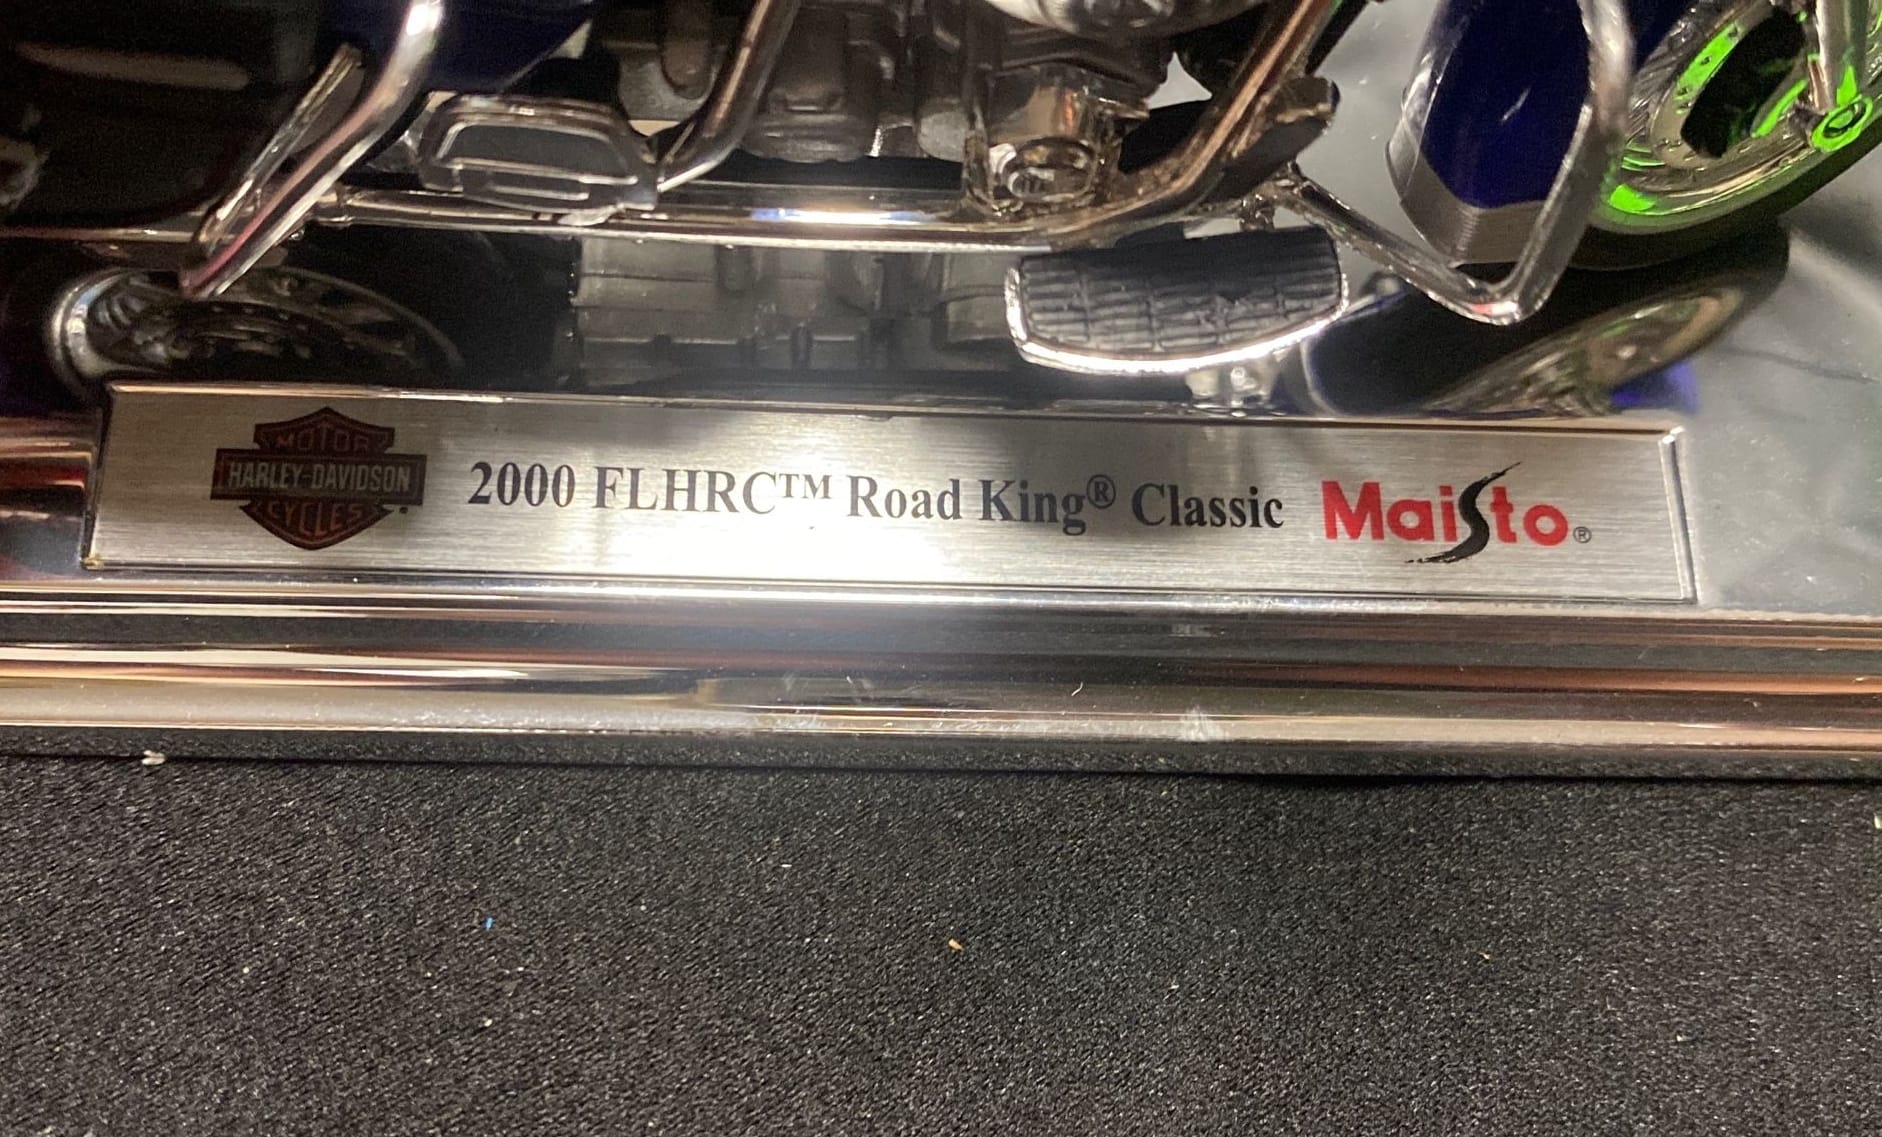 MOTOR
HARLEY-DAVIDSON
CYCLES
2000 FLHRC™ Road King® Classic
Maisto®